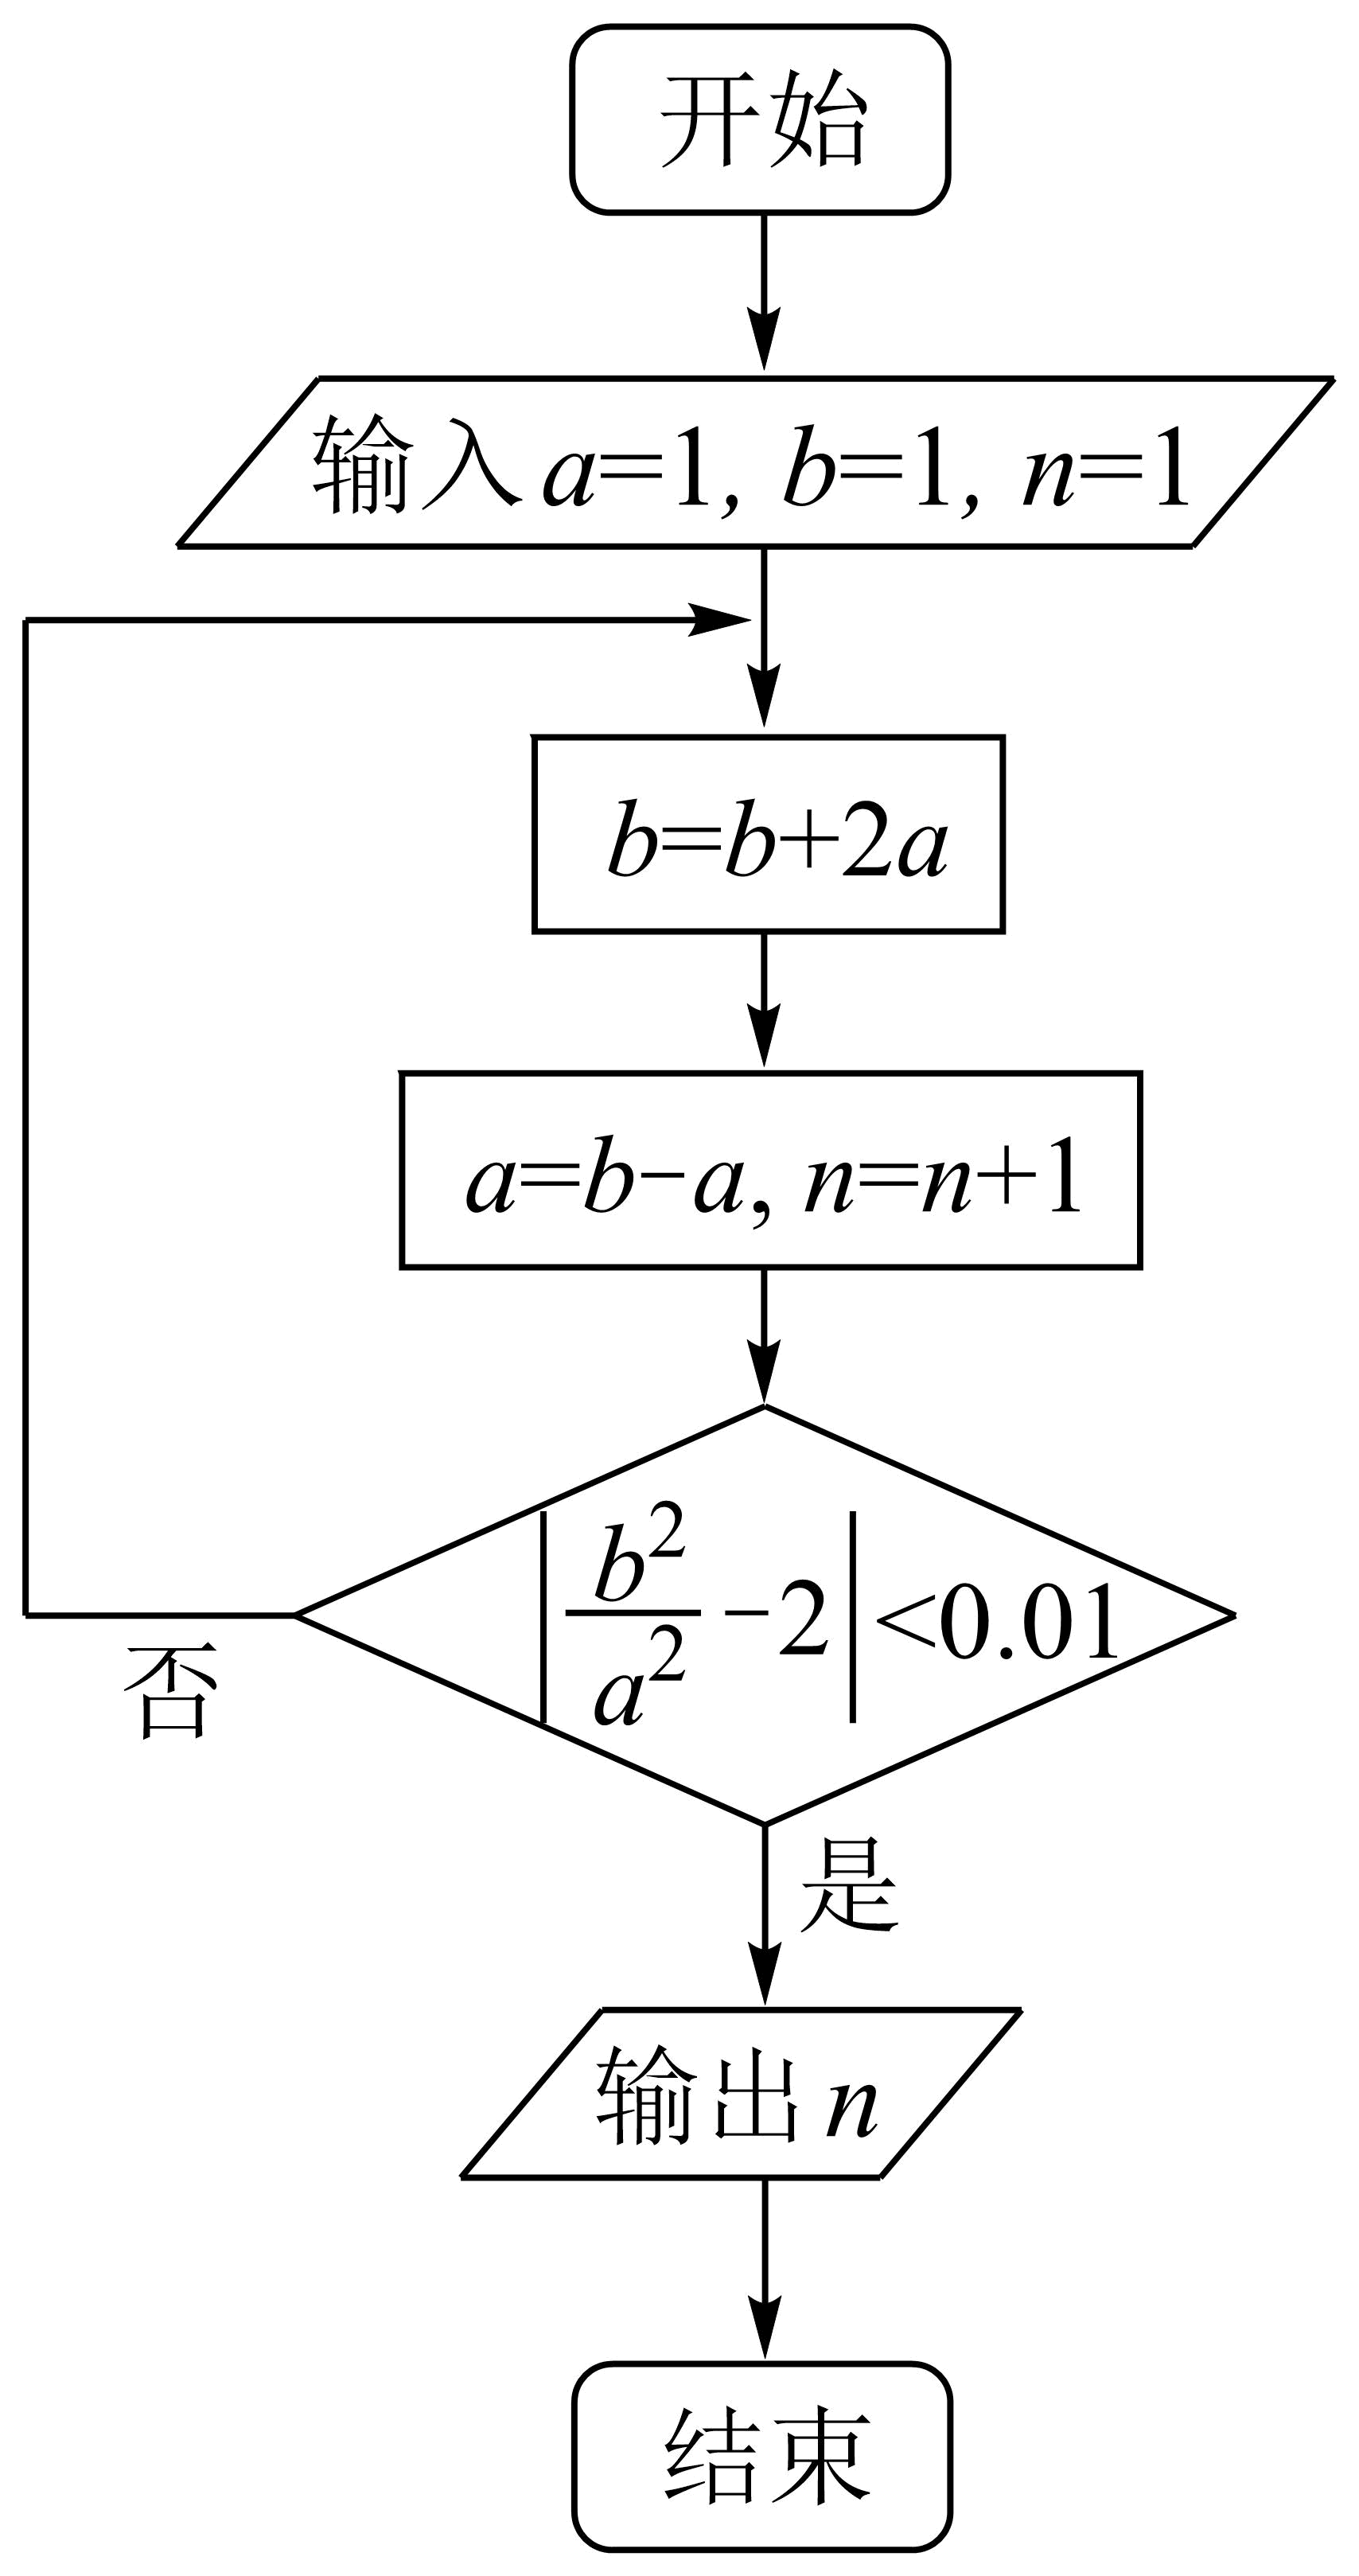 开始
输入 a=1, b=1, n=1
b=b+2a
a=b-a, n=n+1
|b²/a² -2|<0.01
否
是
输出 n
结束